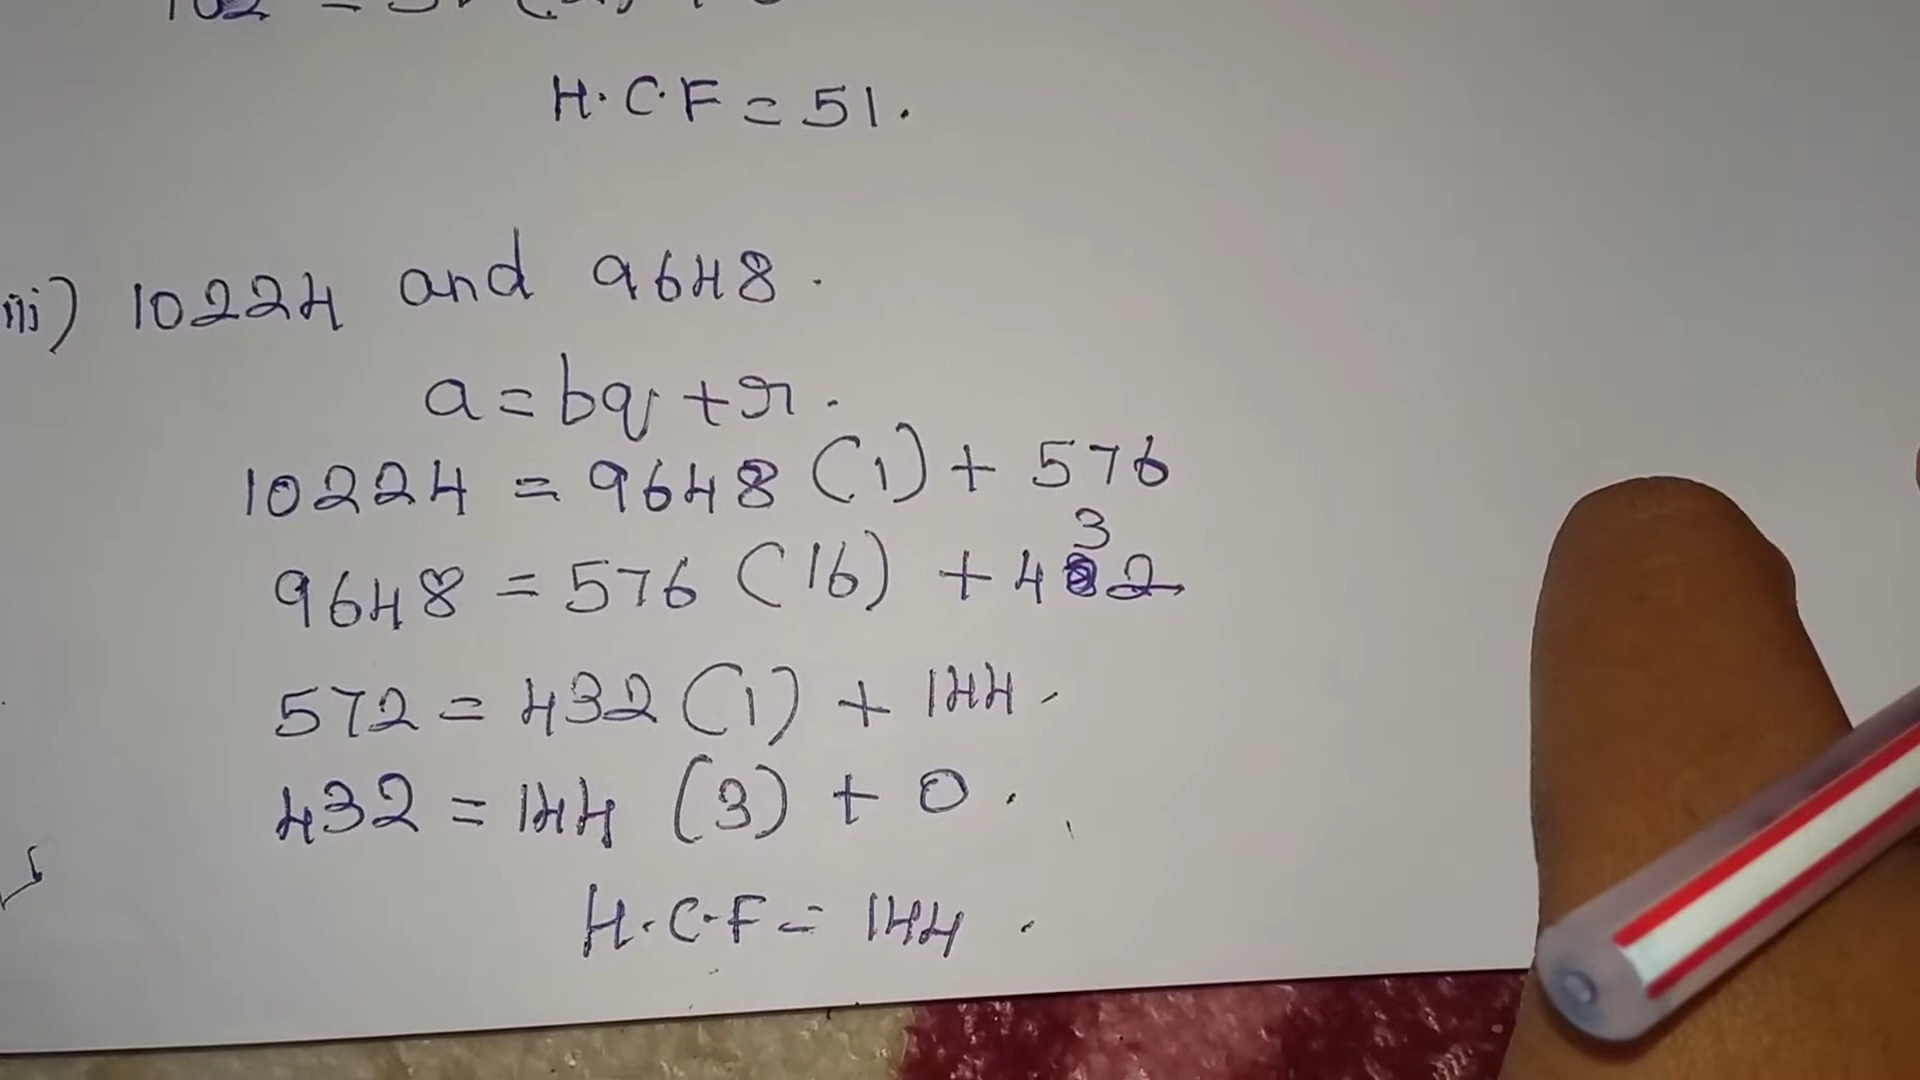 H.C.F = 51.
iii) 10224 and 9648.
a = bq + r.
10224 = 9648 (1) + 576
9648 = 576 (16) + 432
572 = 432 (1) + 144.
432 = 144 (3) + 0.
H.C.F = 144.